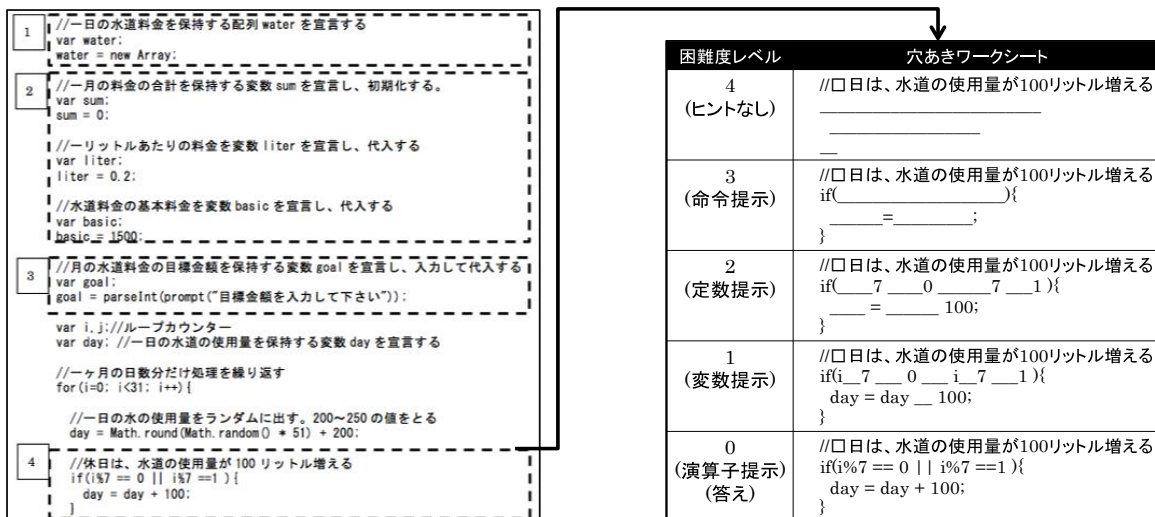 1
//一日の水道料金を保持する配列 water を宣言する
var water;
water = new Array;
2
//一月の料金の合計を保持する変数 sum を宣言し、初期化する。
var sum;
sum = 0;
//一リットルあたりの料金を変数 liter を宣言し、代入する
var liter;
liter = 0.2;
//水道料金の基本料金を変数 basic を宣言し、代入する
var basic;
basic = 1500;
3
//月の水道料金の目標金額を保持する変数 goal を宣言し、入力して代入する
var goal;
goal = parseInt(prompt("目標金額を入力して下さい"));
var i,j;//ループカウンター
var day; //一日の水道の使用量を保持する変数 day を宣言する
//一ヶ月の日数分だけ処理を繰り返す
for(i=0; i<31; i++){
//一日の水の使用量をランダムに出す。200～250 の値をとる
day = Math.round(Math.random() * 51) + 200;
4
//休日は、水道の使用量が 100 リットル増える
if(i%7 == 0 || i%7 ==1 ){
day = day + 100;
}
困難度レベル 穴あきワークシート
4
(ヒントなし)
//□日は、水道の使用量が100リットル増える
_________________________
_________________
__
3
(命令提示)
//□日は、水道の使用量が100リットル増える
if(___________________){
______=_________;
}
2
(定数提示)
//□日は、水道の使用量が100リットル増える
if(____7 ____0 ______7 ___1 ){
____ = ______ 100;
}
1
(変数提示)
//□日は、水道の使用量が100リットル増える
if(i__7 ___ 0 ___ i__7 ___1 ){
day = day __ 100;
}
0
(演算子提示)
(答え)
//□日は、水道の使用量が100リットル増える
if(i%7 == 0 | | i%7 ==1 ){
day = day + 100;
}